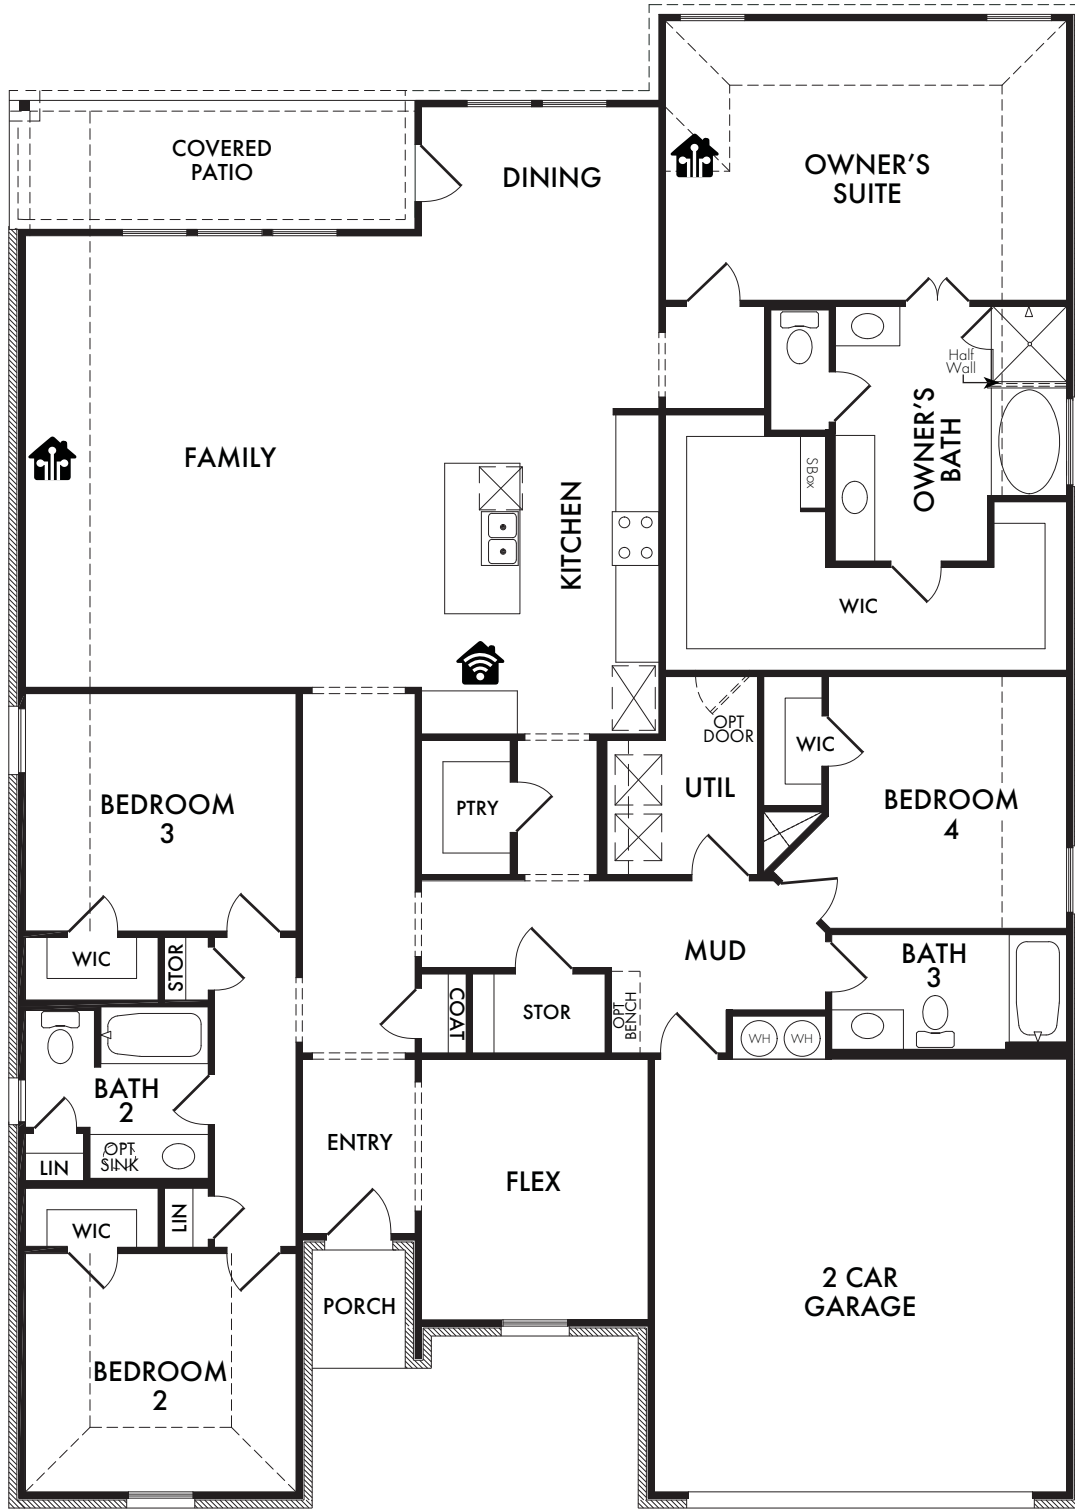 COVERED
PATIO
DINING
OWNER'S
SUITE
Half
Wall
OWNER'S
BATH
FAMILY
KITCHEN
SBox
WIC
OPT
DOOR
WIC
UTIL
BEDROOM
3
PTRY
BEDROOM
4
WIC
STOR
MUD
BATH
3
COAT
STOR
OPT
BENCH
WH
WH
BATH
2
OPT
SINK
LIN
ENTRY
FLEX
WIC
LIN
PORCH
2 CAR
GARAGE
BEDROOM
2